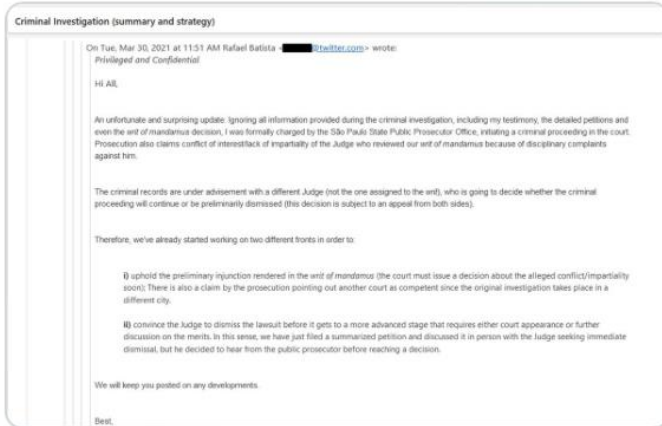 Criminal Investigation (summary and strategy)
On Tue, Mar 30, 2021 at 11:51 AM Rafael Batista < @twitter.com> wrote:
Privileged and Confidential
Hi All,
An unfortunate and surprising update: Ignoring all information provided during the criminal investigation, including my testimony, the detailed petitions and
even the writ of mandamus decision, I was formally charged by the São Paulo State Public Prosecutor Office, initiating a criminal proceeding in the court.
Prosecution also claims conflict of interest/lack of impartiality of the Judge who reviewed our writ of mandamus because of disciplinary complaints
against him.
The criminal records are under advisement with a different Judge (not the one assigned to the writ), who is going to decide whether the criminal
proceeding will continue or be preliminarily dismissed (this decision is subject to an appeal from both sides).
Therefore, we've already started working on two different fronts in order to:
i) uphold the preliminary injunction rendered in the writ of mandamus (the court must issue a decision about the alleged conflict/impartiality
soon); There is also a claim by the prosecution pointing out another court as competent since the original investigation takes place in a
different city.
ii) convince the Judge to dismiss the lawsuit before it gets to a more advanced stage that requires either court appearance or further
discussion on the merits. In this sense, we have just filed a summarized petition and discussed it in person with the Judge seeking immediate
dismissal, but he decided to hear from the public prosecutor before reaching a decision.
We will keep you posted on any developments.
Best,